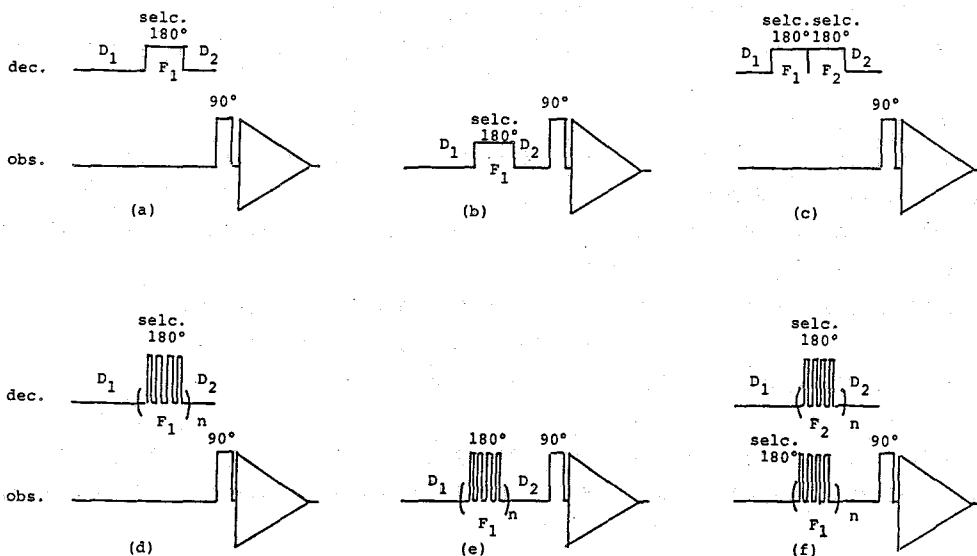 selc.
180°
D1 D2
dec.
F1
90°
obs.
(a)
selc.
180°
90°
D1 D2
F1
(b)
selc. selc.
180° 180°
D1 D2
F1 F2
90°
(c)
selc.
180°
D1 D2
dec.
F1 n
90°
obs.
(d)
180° 90°
D1 D2
F1 n
(e)
selc.
180°
D1 D2
F2 n
selc.
180° 90°
F1 n
(f)